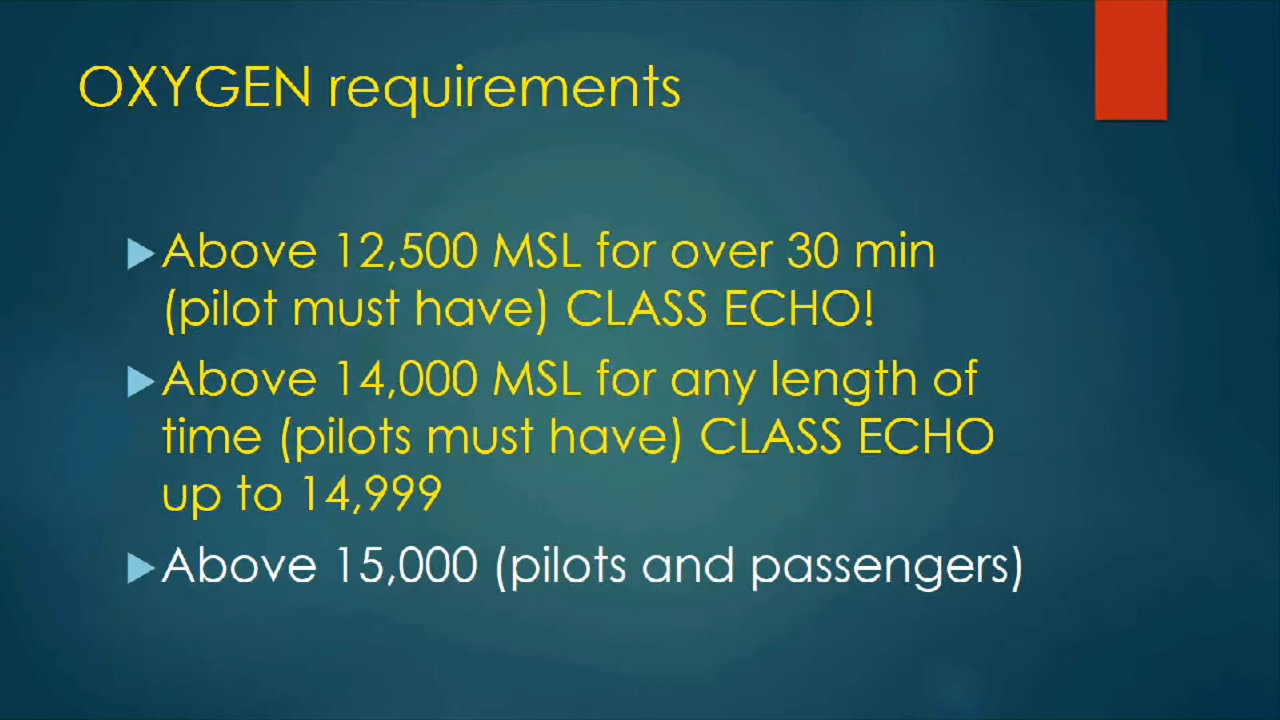 OXYGEN requirements
Above 12,500 MSL for over 30 min
(pilot must have) CLASS ECHO!
Above 14,000 MSL for any length of
time (pilots must have) CLASS ECHO
up to 14,999
Above 15,000 (pilots and passengers)